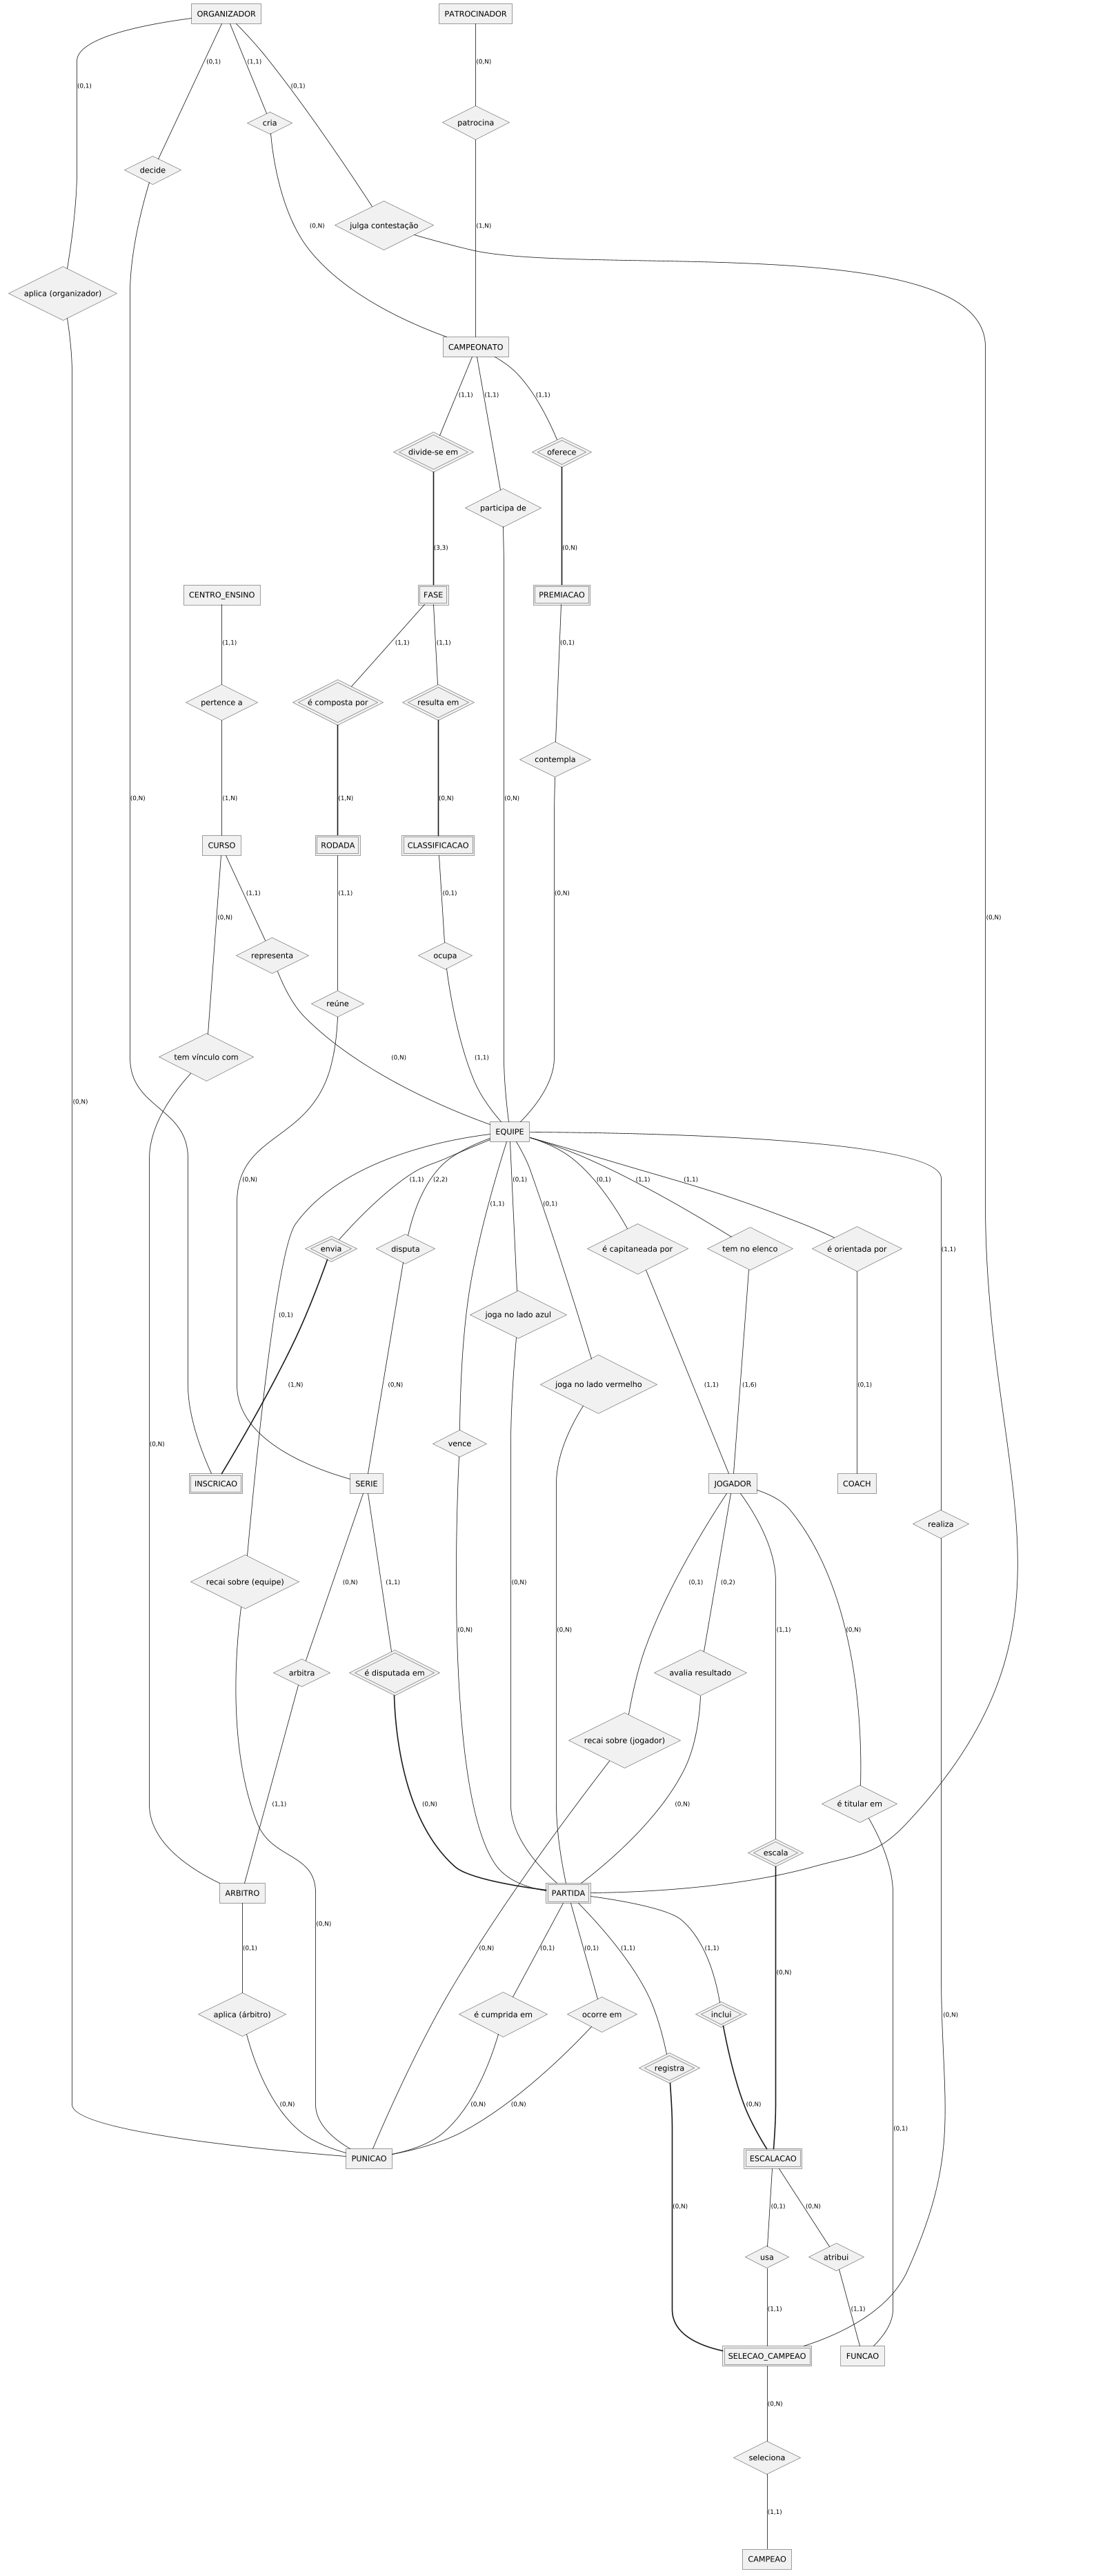 ORGANIZADOR
PATROCINADOR
(0,1)
(1,1)
(0,N)
(0,1)
(0,1)
cria
patrocina
decide
julga contestação
(0,N)
(1,N)
aplica (organizador)
CAMPEONATO
(1,1)
(1,1)
(1,1)
divide-se em
oferece
participa de
(3,3)
(0,N)
CENTRO_ENSINO
FASE
PREMIACAO
(1,1)
(1,1)
(1,1)
(0,1)
pertence a
é composta por
resulta em
contempla
(0,N)
(1,N)
(1,N)
(0,N)
(0,N)
CURSO
RODADA
CLASSIFICACAO
(1,1)
(1,1)
(0,1)
(0,N)
(0,N)
(0,N)
representa
ocupa
reúne
tem vínculo com
(0,N)
(1,1)
(0,N)
EQUIPE
(0,N)
(1,1)
(2,2)
(0,1)
(0,1)
(1,1)
(1,1)
(1,1)
(0,1)
envia
disputa
é capitaneada por
tem no elenco
é orientada por
(1,1)
(0,1)
joga no lado azul
joga no lado vermelho
(1,N)
(0,N)
(1,1)
(1,6)
(0,1)
(0,N)
vence
INSCRICAO
SERIE
JOGADOR
COACH
realiza
recai sobre (equipe)
(0,N)
(1,1)
(0,1)
(0,2)
(0,N)
(0,N)
(0,N)
(1,1)
(0,N)
arbitra
é disputada em
avalia resultado
recai sobre (jogador)
(1,1)
(0,N)
(0,N)
é titular em
escala
ARBITRO
PARTIDA
(0,N)
(0,1)
(0,N)
(0,1)
(0,1)
(1,1)
(1,1)
(0,N)
aplica (árbitro)
é cumprida em
ocorre em
inclui
(0,N)
registra
(0,N)
(0,N)
(0,N)
(0,N)
(0,1)
PUNICAO
ESCALACAO
(0,N)
(0,1)
(0,N)
usa
atribui
(1,1)
(1,1)
SELECAO_CAMPEAO
FUNCAO
(0,N)
seleciona
(1,1)
CAMPEAO